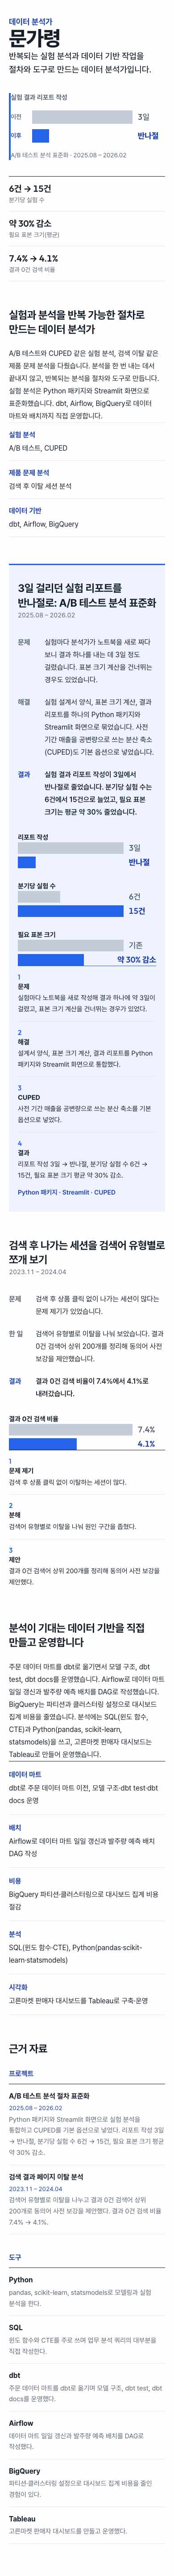 데이터 분석가
문가령
반복되는 실험 분석과 데이터 기반 작업을
절차와 도구로 만드는 데이터 분석가입니다.
실험 결과 리포트 작성
이전
3일
이후
반나절
A/B 테스트 분석 표준화 · 2025.08 – 2026.02
6건 → 15건
분기당 실험 수
약 30% 감소
필요 표본 크기(평균)
7.4% → 4.1%
결과 0건 검색 비율
실험과 분석을 반복 가능한 절차로
만드는 데이터 분석가
A/B 테스트와 CUPED 같은 실험 분석, 검색 이탈 같은
제품 문제 분석을 다뤘습니다. 분석을 한 번 내는 데서
끝내지 않고, 반복되는 분석을 절차와 도구로 만듭니다.
실험 분석은 Python 패키지와 Streamlit 화면으로
표준화했습니다. dbt, Airflow, BigQuery로 데이터
마트와 배치까지 직접 운영합니다.
실험 분석
A/B 테스트, CUPED
제품 문제 분석
검색 후 이탈 세션 분석
데이터 기반
dbt, Airflow, BigQuery
3일 걸리던 실험 리포트를
반나절로: A/B 테스트 분석 표준화
2025.08 – 2026.02
문제
실험마다 분석가가 노트북을 새로 짜다
보니 결과 하나를 내는 데 3일 정도
걸렸습니다. 표본 크기 계산을 건너뛰는
경우도 있었습니다.
해결
실험 설계서 양식, 표본 크기 계산, 결과
리포트를 하나의 Python 패키지와
Streamlit 화면으로 묶었습니다. 사전
기간 매출을 공변량으로 쓰는 분산 축소
(CUPED)도 기본 옵션으로 넣었습니다.
결과
실험 결과 리포트 작성이 3일에서
반나절로 줄었습니다. 분기당 실험 수는
6건에서 15건으로 늘었고, 필요 표본
크기는 평균 약 30% 줄었습니다.
리포트 작성
3일
반나절
분기당 실험 수
6건
15건
필요 표본 크기
기존
약 30% 감소
1
문제
실험마다 노트북을 새로 작성해 결과 하나에 약 3일이
걸렸고, 표본 크기 계산을 건너뛰는 경우가 있었다.
2
해결
설계서 양식, 표본 크기 계산, 결과 리포트를 Python
패키지와 Streamlit 화면으로 통합했다.
3
CUPED
사전 기간 매출을 공변량으로 쓰는 분산 축소를 기본
옵션으로 넣었다.
4
결과
리포트 작성 3일 → 반나절, 분기당 실험 수 6건 →
15건, 필요 표본 크기 평균 약 30% 감소.
Python 패키지 · Streamlit · CUPED
검색 후 나가는 세션을 검색어 유형별로
쪼개 보기
2023.11 – 2024.04
문제
검색 후 상품 클릭 없이 나가는 세션이 많다는
문제 제기가 있었습니다.
한 일
검색어 유형별로 이탈을 나눠 보았습니다. 결과
0건 검색어 상위 200개를 정리해 동의어 사전
보강을 제안했습니다.
결과
결과 0건 검색 비율이 7.4%에서 4.1%로
내려갔습니다.
결과 0건 검색 비율
7.4%
4.1%
1
문제 제기
검색 후 상품 클릭 없이 이탈하는 세션이 많다.
2
분해
검색어 유형별로 이탈을 나눠 원인 구간을 좁혔다.
3
제안
결과 0건 검색어 상위 200개를 정리해 동의어 사전 보강을
제안했다.
분석이 기대는 데이터 기반을 직접
만들고 운영합니다
주문 데이터 마트를 dbt로 옮기면서 모델 구조, dbt
test, dbt docs를 운영했습니다. Airflow로 데이터 마트
일일 갱신과 발주량 예측 배치를 DAG로 작성했습니다.
BigQuery는 파티션과 클러스터링 설정으로 대시보드
집계 비용을 줄였습니다. 분석에는 SQL(윈도 함수,
CTE)과 Python(pandas, scikit-learn,
statsmodels)을 쓰고, 고른마켓 판매자 대시보드는
Tableau로 만들어 운영했습니다.
데이터 마트
dbt로 주문 데이터 마트 이전, 모델 구조·dbt test·dbt
docs 운영
배치
Airflow로 데이터 마트 일일 갱신과 발주량 예측 배치
DAG 작성
비용
BigQuery 파티션·클러스터링으로 대시보드 집계 비용
절감
분석
SQL(윈도 함수·CTE), Python(pandas·scikit-
learn·statsmodels)
시각화
고른마켓 판매자 대시보드를 Tableau로 구축·운영
근거 자료
프로젝트
A/B 테스트 분석 절차 표준화
2025.08 – 2026.02
Python 패키지와 Streamlit 화면으로 실험 분석을
통합하고 CUPED를 기본 옵션으로 넣었다. 리포트 작성 3일
→ 반나절, 분기당 실험 수 6건 → 15건, 필요 표본 크기 평균
약 30% 감소.
검색 결과 페이지 이탈 분석
2023.11 – 2024.04
검색어 유형별로 이탈을 나누고 결과 0건 검색어 상위
200개로 동의어 사전 보강을 제안했다. 결과 0건 검색 비율
7.4% → 4.1%.
도구
Python
pandas, scikit-learn, statsmodels로 모델링과 실험
분석을 한다.
SQL
윈도 함수와 CTE를 주로 쓰며 업무 분석 쿼리의 대부분을
직접 작성한다.
dbt
주문 데이터 마트를 dbt로 옮기며 모델 구조, dbt test, dbt
docs를 운영했다.
Airflow
데이터 마트 일일 갱신과 발주량 예측 배치를 DAG로
작성했다.
BigQuery
파티션·클러스터링 설정으로 대시보드 집계 비용을 줄인
경험이 있다.
Tableau
고른마켓 판매자 대시보드를 만들고 운영했다.